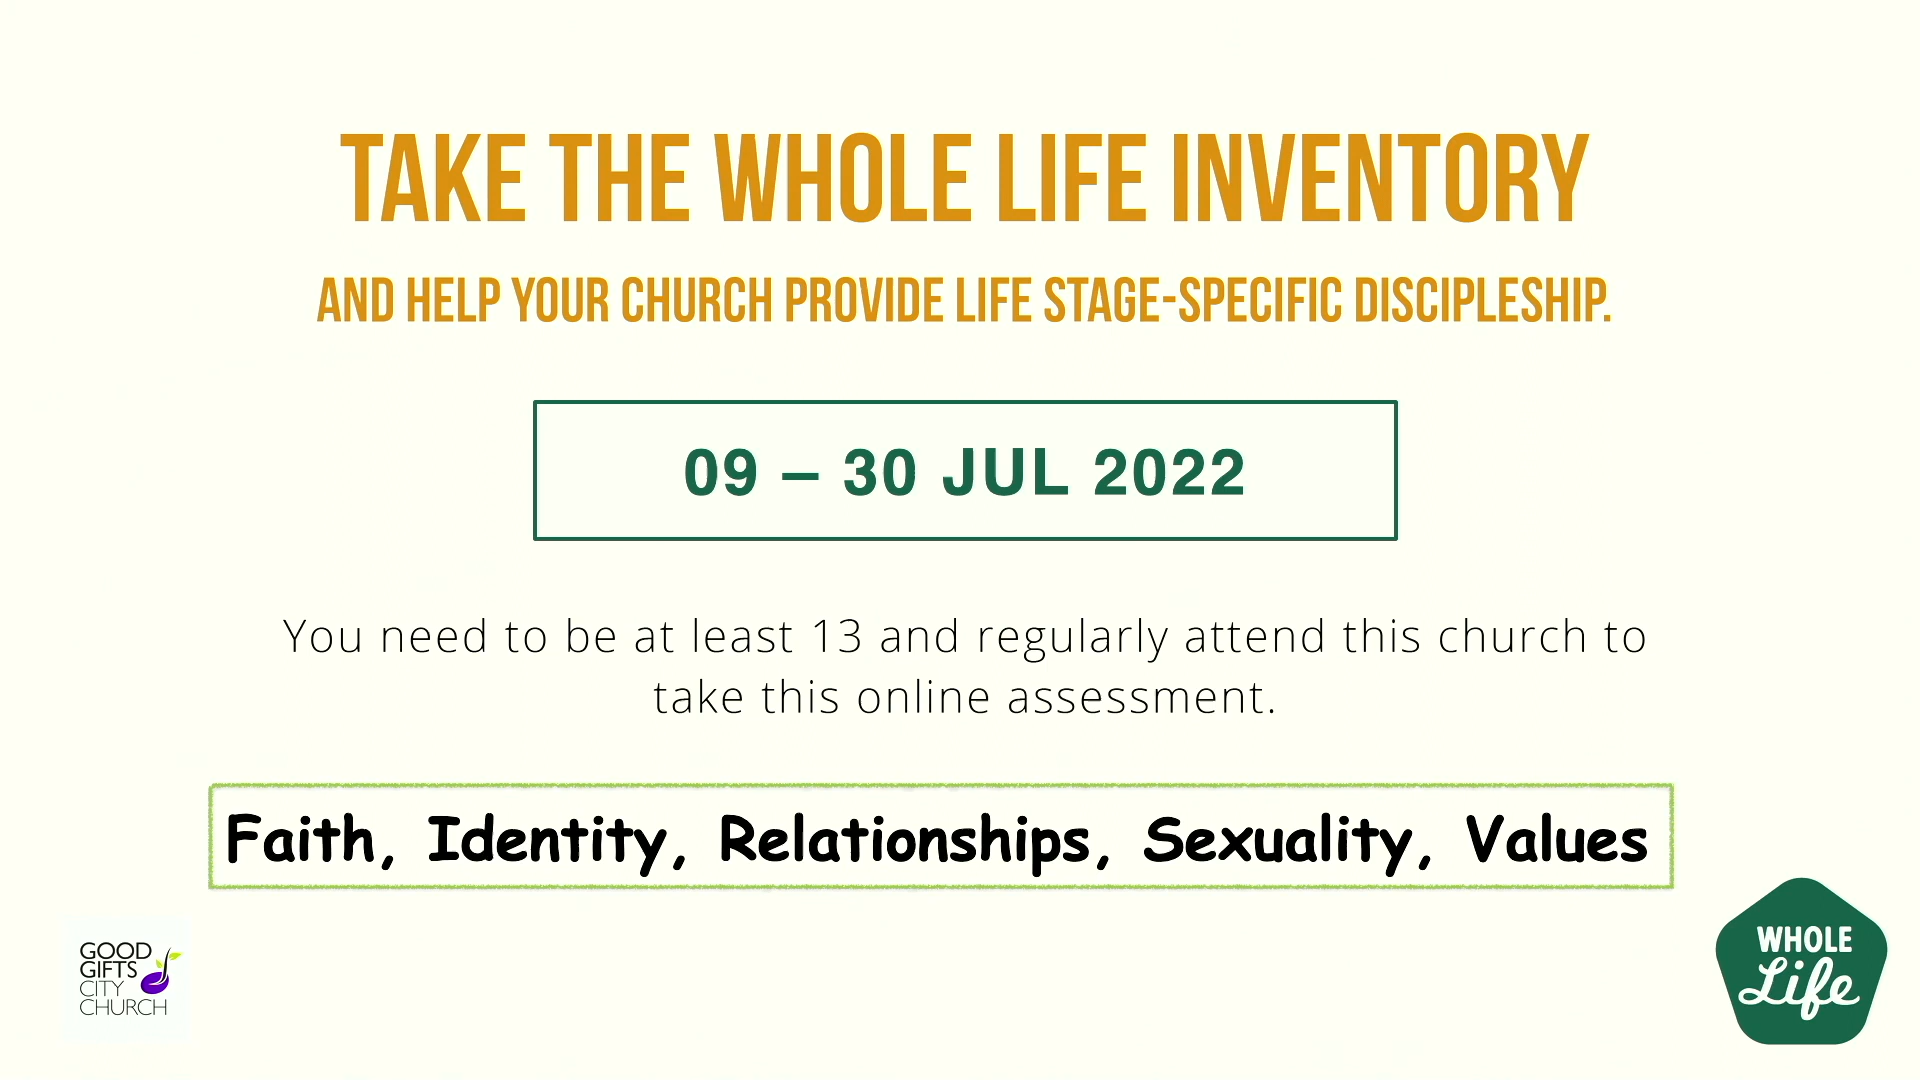 TAKE THE WHOLE LIFE INVENTORY
AND HELP YOUR CHURCH PROVIDE LIFE STAGE-SPECIFIC DISCIPLESHIP.
09 – 30 JUL 2022
You need to be at least 13 and regularly attend this church to
take this online assessment.
Faith, Identity, Relationships, Sexuality, Values
GOOD
GIFTS
CITY
CHURCH
WHOLE
Life